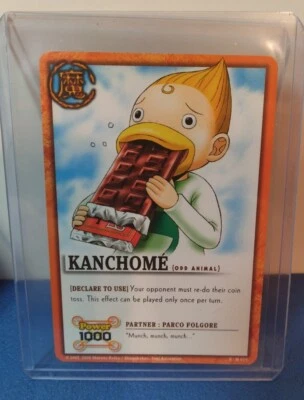 魔
KANCHOMÉ (ODD ANIMAL)
[DECLARE TO USE] Your opponent must re-do their coin
toss. This effect can be played only once per turn.
Power
1000
PARTNER : PARCO FOLGORE
"Munch, munch, munch..."